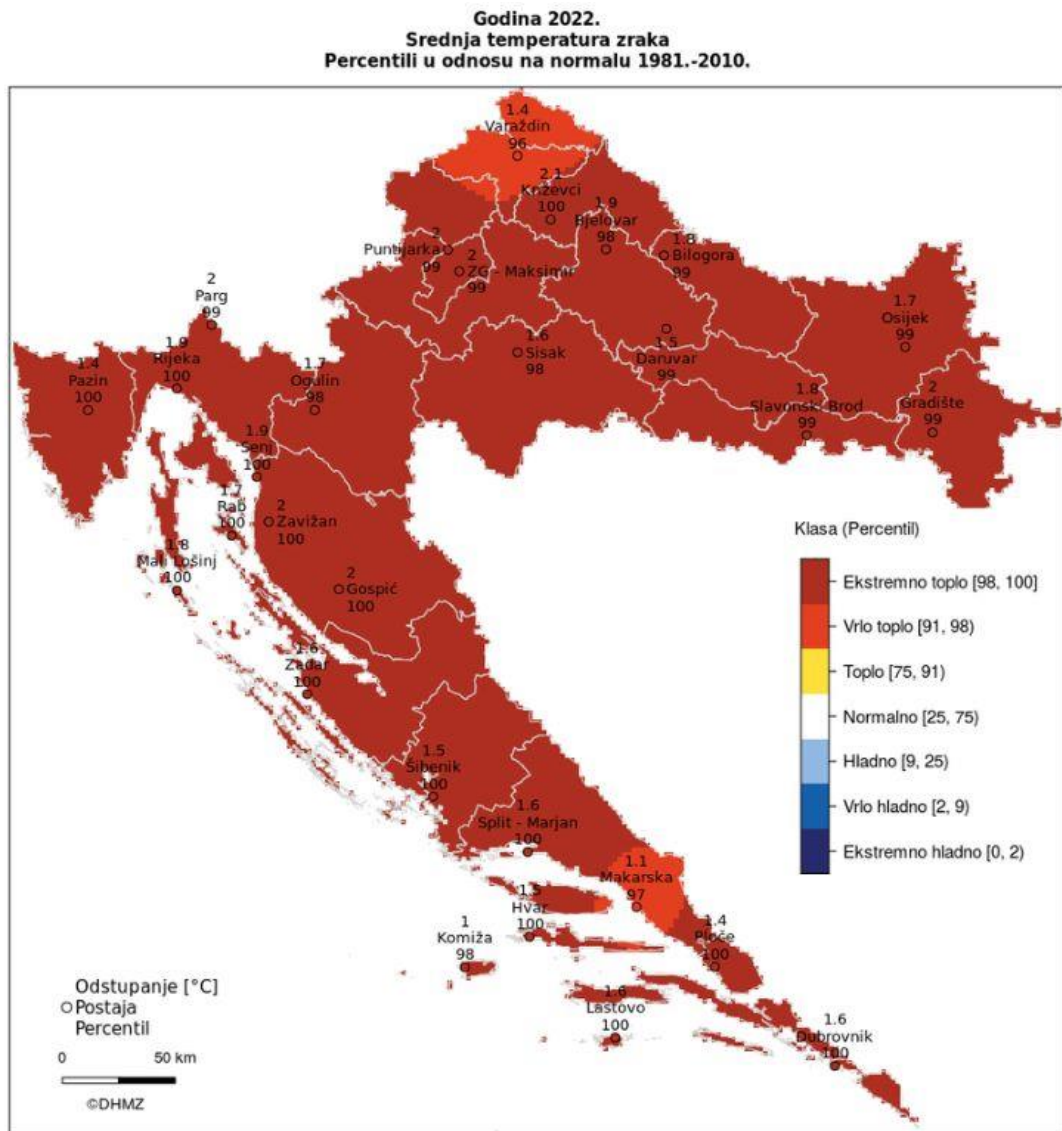 Godina 2022.
Srednja temperatura zraka
Percentili u odnosu na normalu 1981.-2010.
1.4
Varaždin
96
2.1
Križevci
100
1.9
Bjelovar
98
2
Puntijarka
99
2
ZG - Maksimir
99
1.8
Bilogora
99
2
Parg
99
1.7
Osijek
99
1.4
Pazin
100
1.9
Rijeka
100
1.7
Ogulin
98
1.6
Sisak
98
1.5
Daruvar
99
1.8
Slavonski Brod
99
2
Gradište
99
1.9
Senj
100
1.7
Rab
100
2
Zavižan
100
1.8
Mali Lošinj
100
2
Gospić
100
1.6
Zadar
100
1.5
Šibenik
100
1.6
Split - Marjan
100
1.1
Makarska
97
1.5
Hvar
100
1
Komiža
98
1.4
Ploče
100
1.6
Lastovo
100
1.6
Dubrovnik
100
Klasa (Percentil)
Ekstremno toplo [98, 100]
Vrlo toplo [91, 98)
Toplo [75, 91)
Normalno [25, 75)
Hladno [9, 25)
Vrlo hladno [2, 9)
Ekstremno hladno [0, 2)
Odstupanje [°C]
Postaja
Percentil
0 50 km
©DHMZ